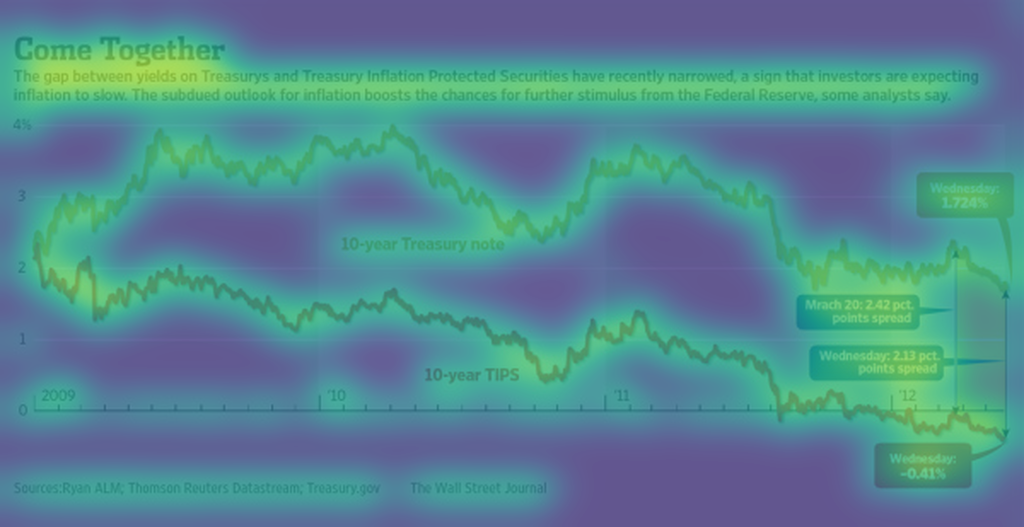 Come Together
The gap between yields on Treasurys and Treasury Inflation Protected Securities have recently narrowed, a sign that investors are expecting
inflation to slow. The subdued outlook for inflation boosts the chances for further stimulus from the Federal Reserve, some analysts say.
4%
3
Wednesday:
1.724%
10-year Treasury note
2
Mrach 20: 2.42 pct.
points spread
1
Wednesday: 2.13 pct.
points spread
10-year TIPS
2009
'10
'11
'12
0
Wednesday:
-0.41%
Sources:Ryan ALM; Thomson Reuters Datastream; Treasury.gov
The Wall Street Journal